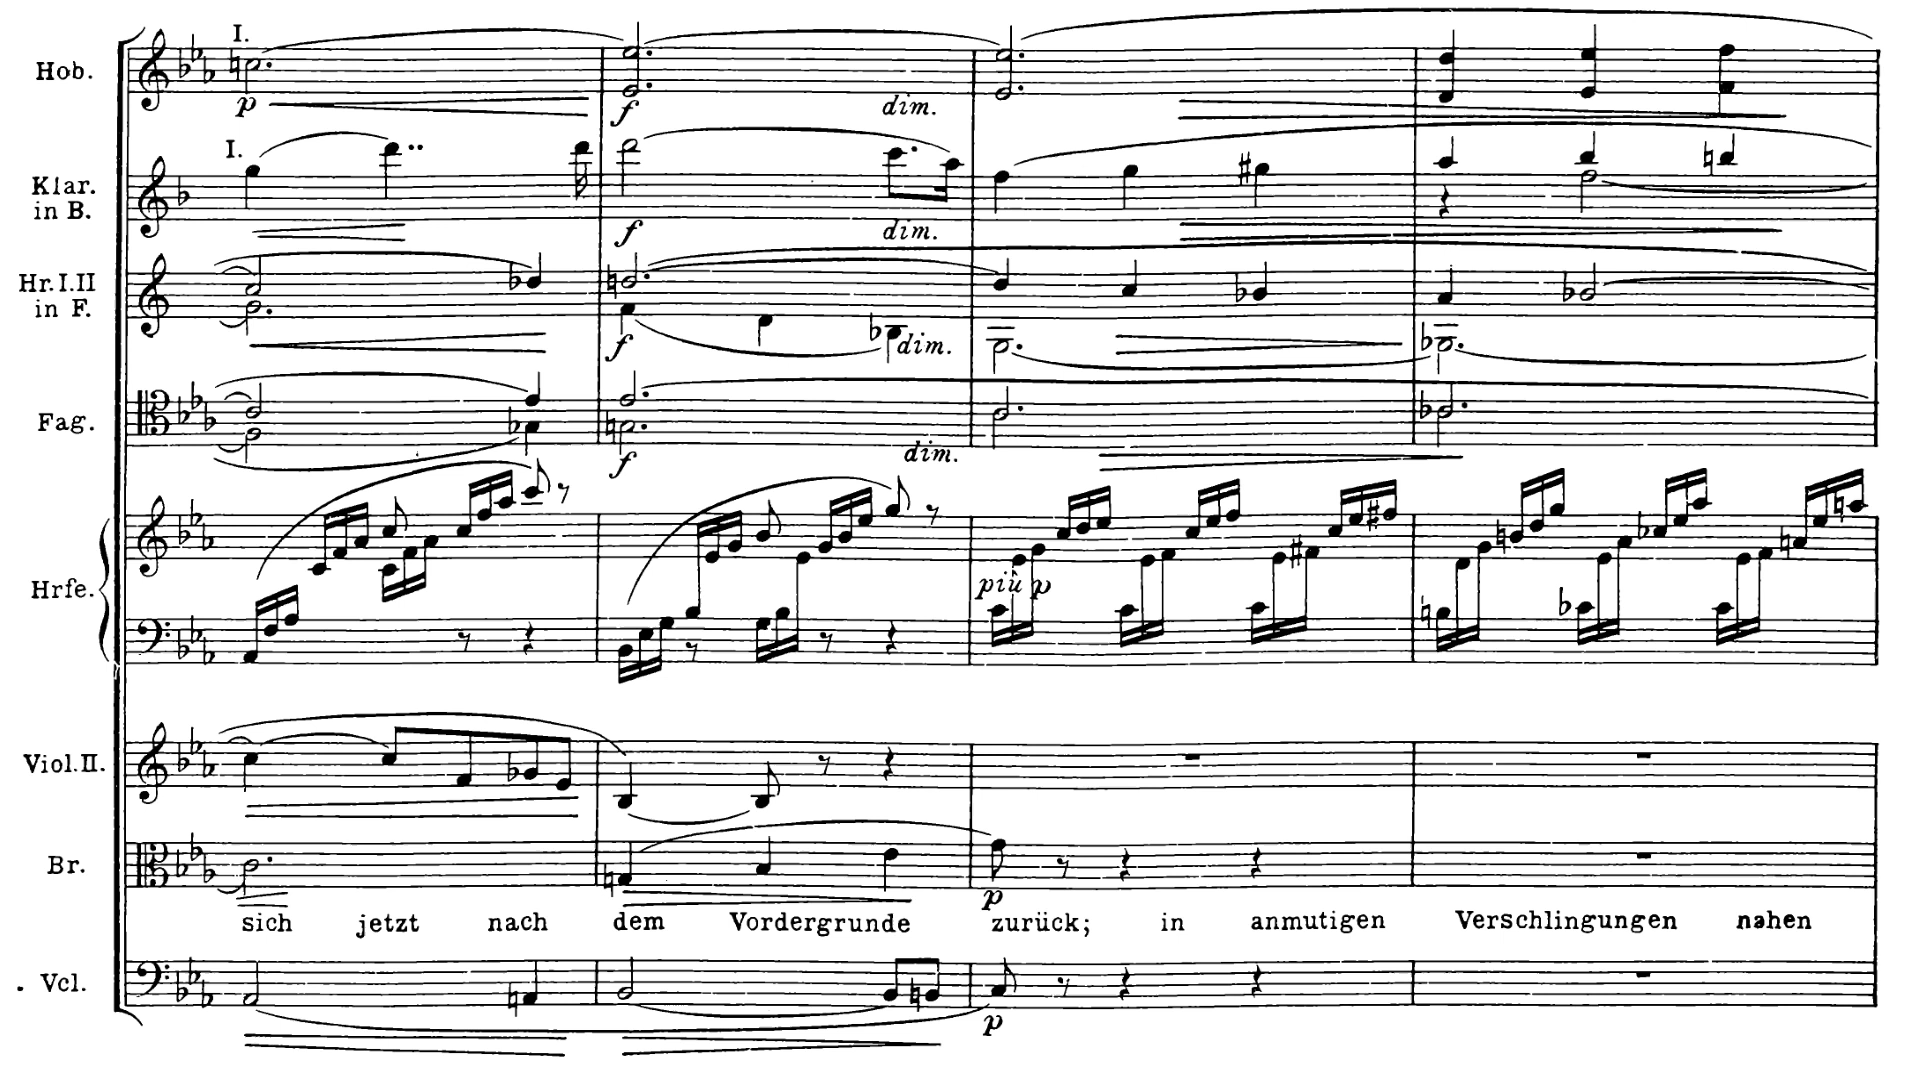 I.
Hob.
p
f
dim.
I.
Klar.
in B.
f
dim.
Hr. I. II
in F.
f
dim.
Fag.
f
dim.
Hrfe.
più p
Viol. II.
Br.
p
sich jetzt nach dem Vordergrunde zurück; in anmutigen Verschlingungen nahen
Vcl.
p